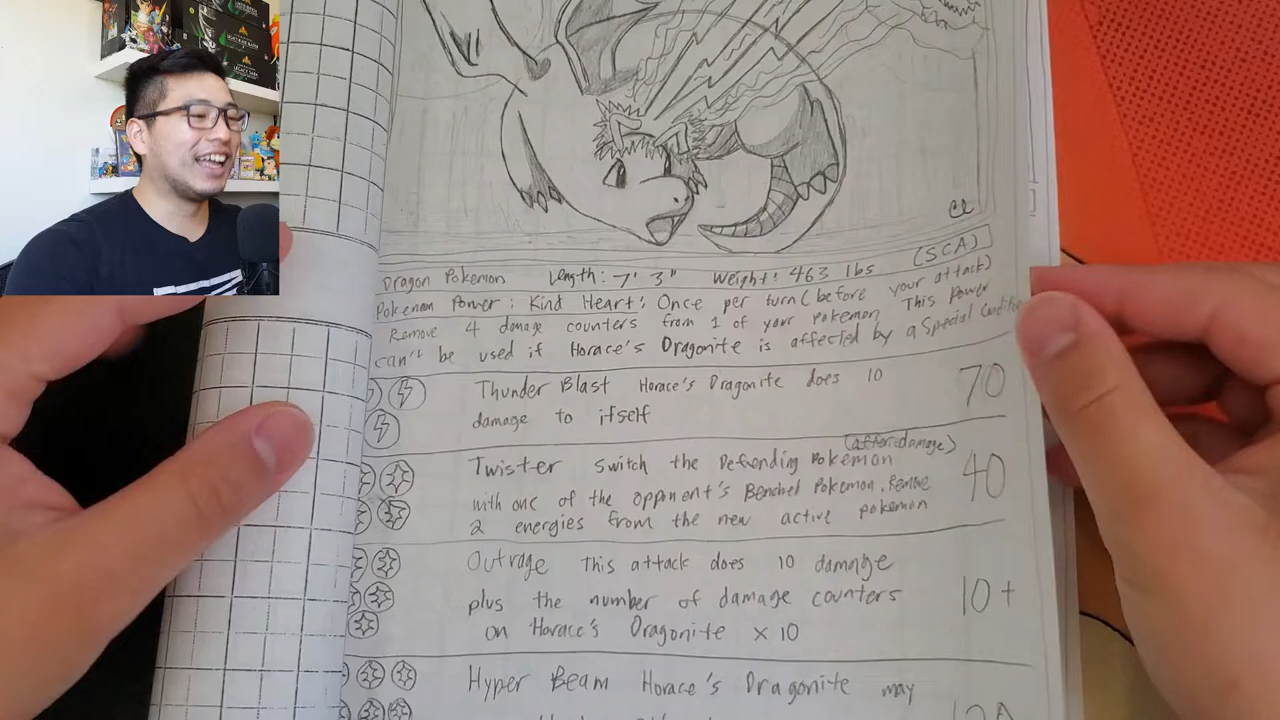 Cl
Dragon Pokemon Length: 7' 3" Weight: 463 lbs (SCA)
Pokemon Power: Kind Heart: Once per turn (before your attack)
Remove 4 damage counters from 1 of your pokemon This Power
can't be used if Horace's Dragonite is affected by a Special Condition
Thunder Blast Horace's Dragonite does 10 70
damage to itself
(after damage)
Twister Switch the Defending Pokemon 40
with one of the opponent's Benchet Pokemon. Remove
2 energies from the new active pokemon
Outrage This attack does 10 damage
plus the number of damage counters 10+
on Horace's Dragonite x 10
Hyper Beam Horace's Dragonite may